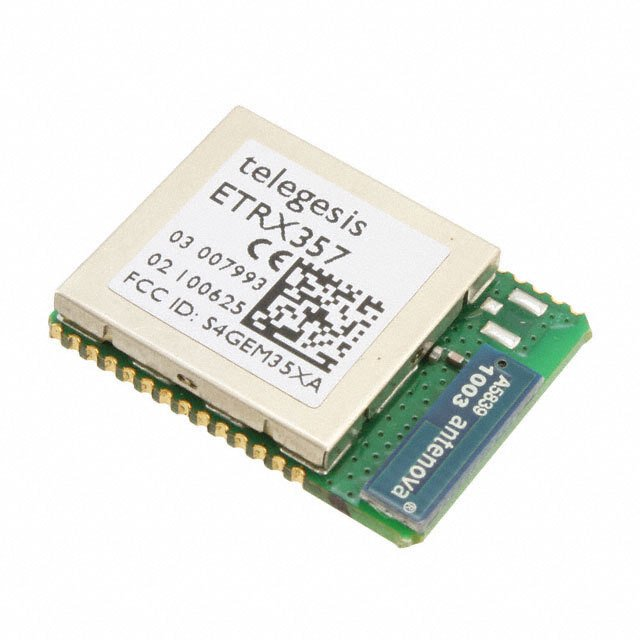 telegesis
ETRX357
03 007993
02 100625
FCC ID: S4GEM35XA
A5839
1003 antenova®